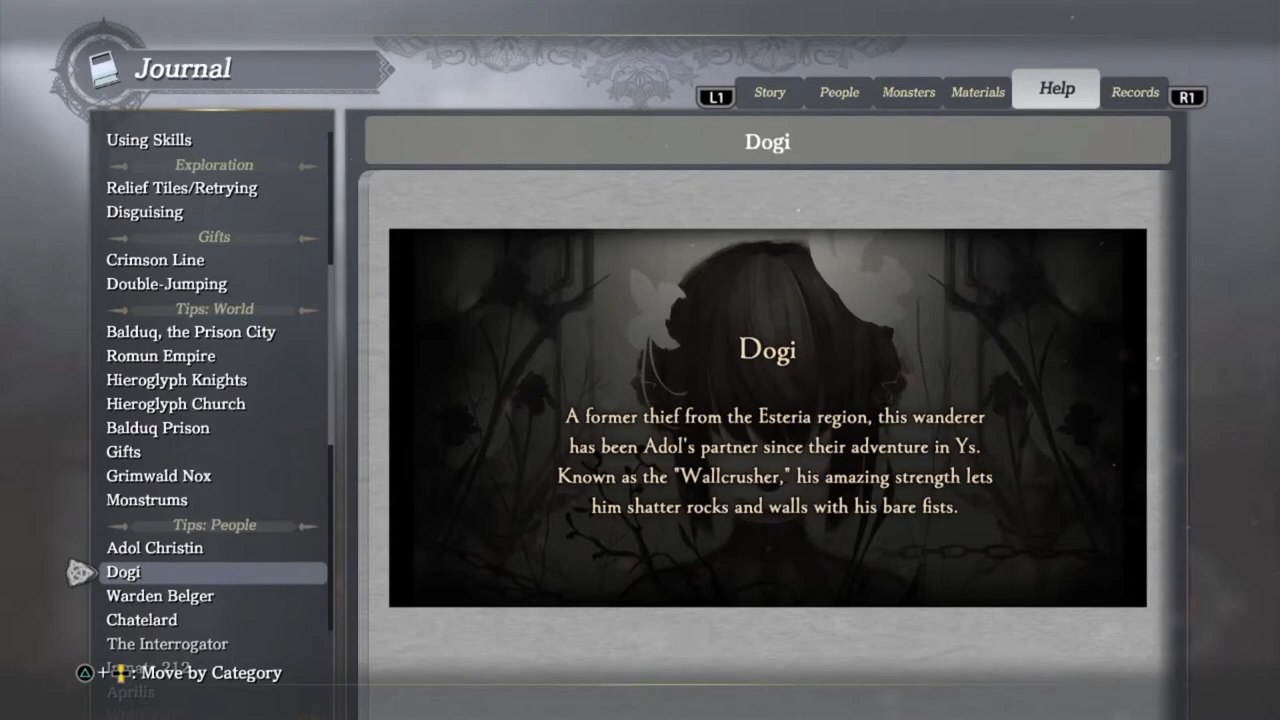 Journal
L1
Story
People
Monsters
Materials
Help
Records
R1
Using Skills
Exploration
Relief Tiles/Retrying
Disguising
Gifts
Crimson Line
Double-Jumping
Tips: World
Balduq, the Prison City
Romun Empire
Hieroglyph Knights
Hieroglyph Church
Balduq Prison
Gifts
Grimwald Nox
Monstrums
Tips: People
Adol Christin
Dogi
Warden Belger
Chatelard
The Interrogator
Inmate 212
+ : Move by Category
Aprilis
Dogi
Dogi
A former thief from the Esteria region, this wanderer
has been Adol's partner since their adventure in Ys.
Known as the "Wallcrusher," his amazing strength lets
him shatter rocks and walls with his bare fists.